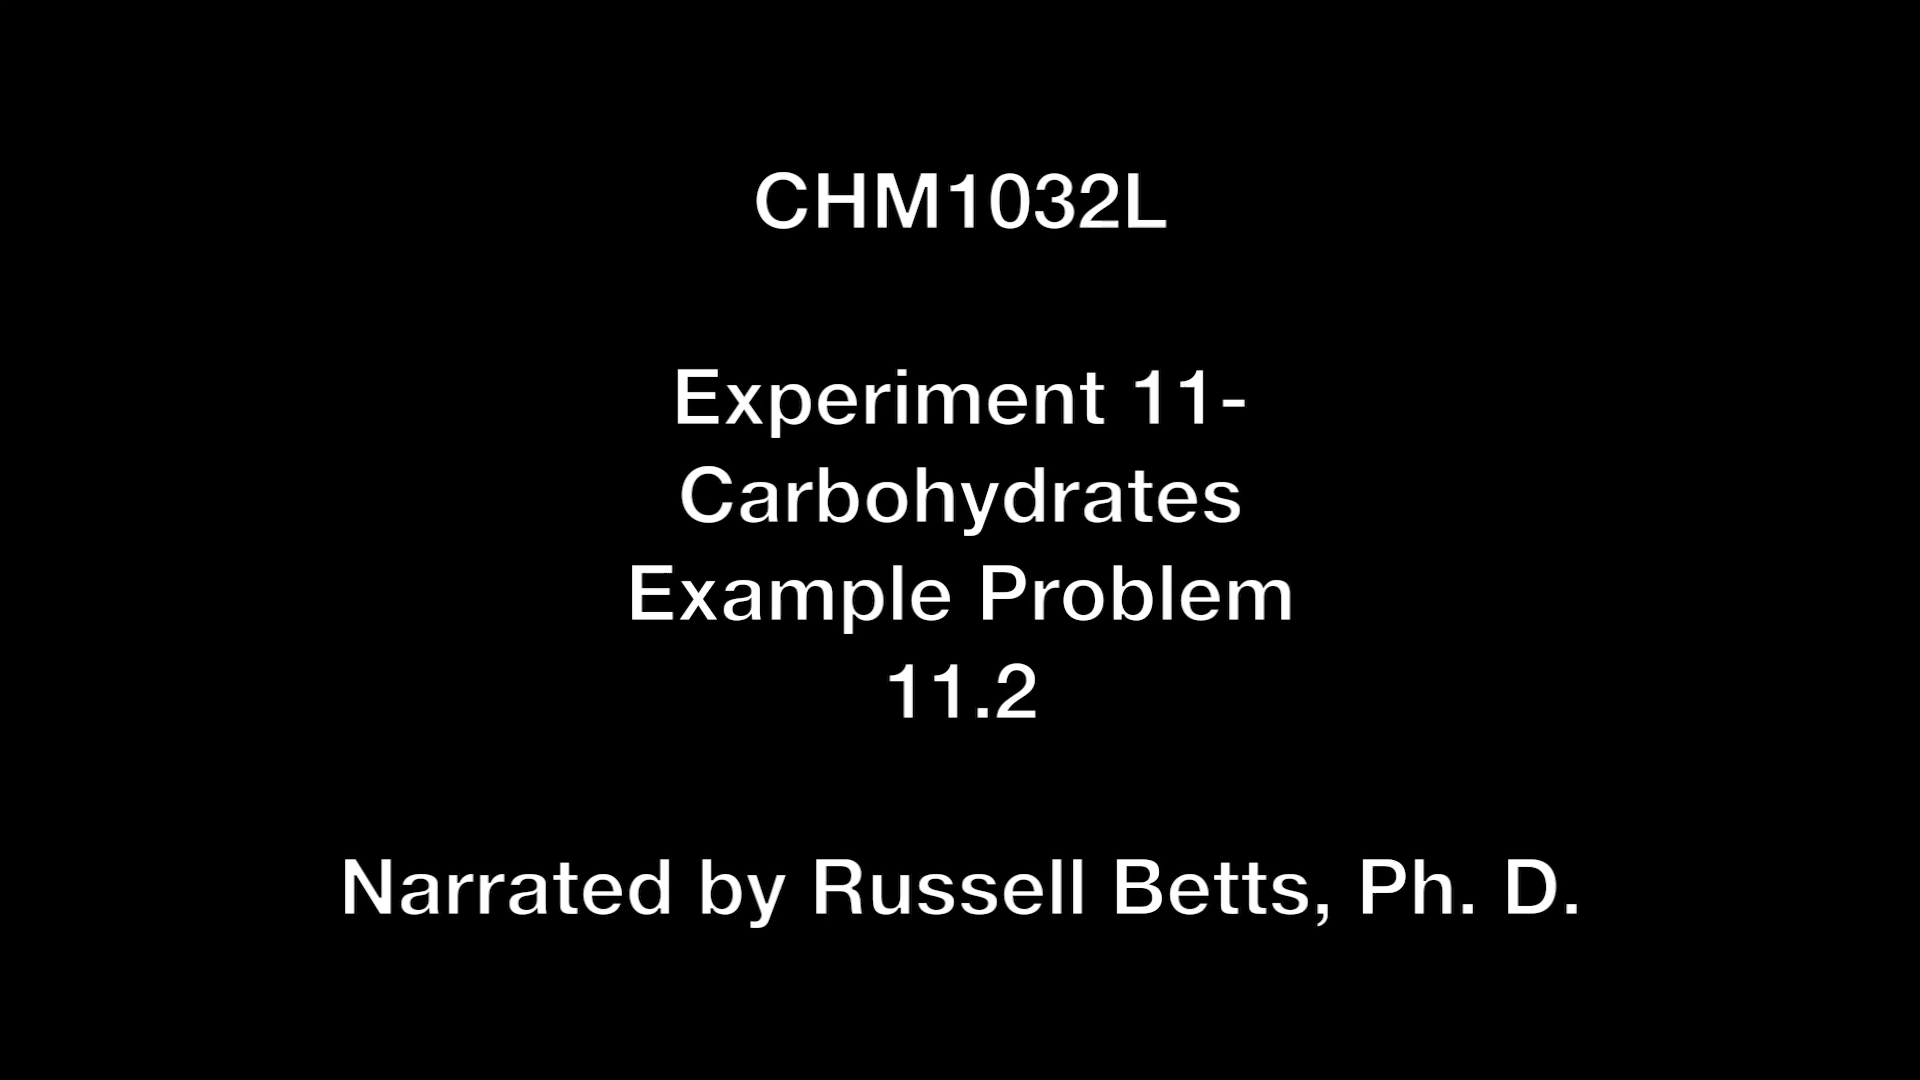 CHM1032L
Experiment 11-
Carbohydrates
Example Problem
11.2
Narrated by Russell Betts, Ph. D.